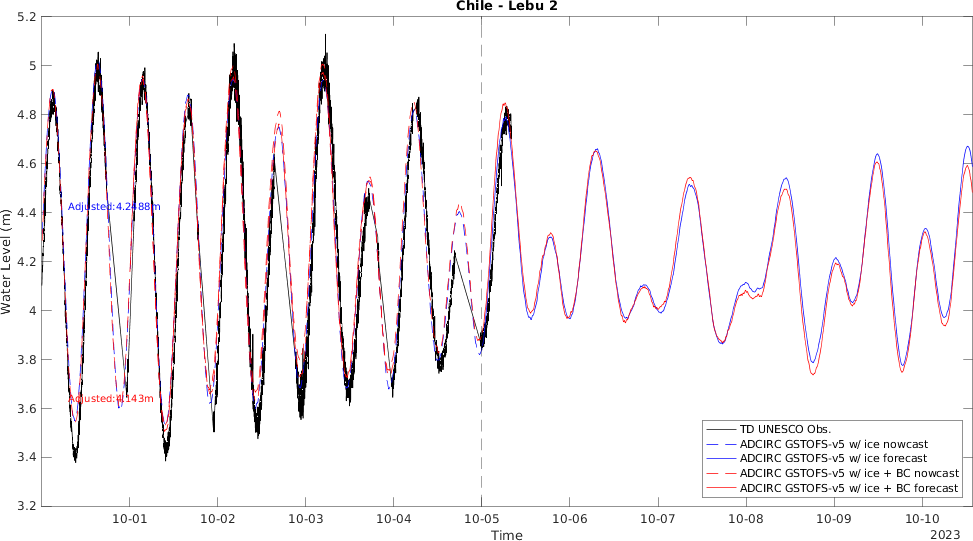 Chile - Lebu 2
5.2
5
4.8
4.6
4.4
4.2
4
3.8
3.6
3.4
3.2
Water Level (m)
Adjusted:4.2488m
Adjusted:4.143m
TD UNESCO Obs.
ADCIRC GSTOFS-v5 w/ ice nowcast
ADCIRC GSTOFS-v5 w/ ice forecast
ADCIRC GSTOFS-v5 w/ ice + BC nowcast
ADCIRC GSTOFS-v5 w/ ice + BC forecast
10-01 10-02 10-03 10-04 10-05 10-06 10-07 10-08 10-09 10-10
Time
2023